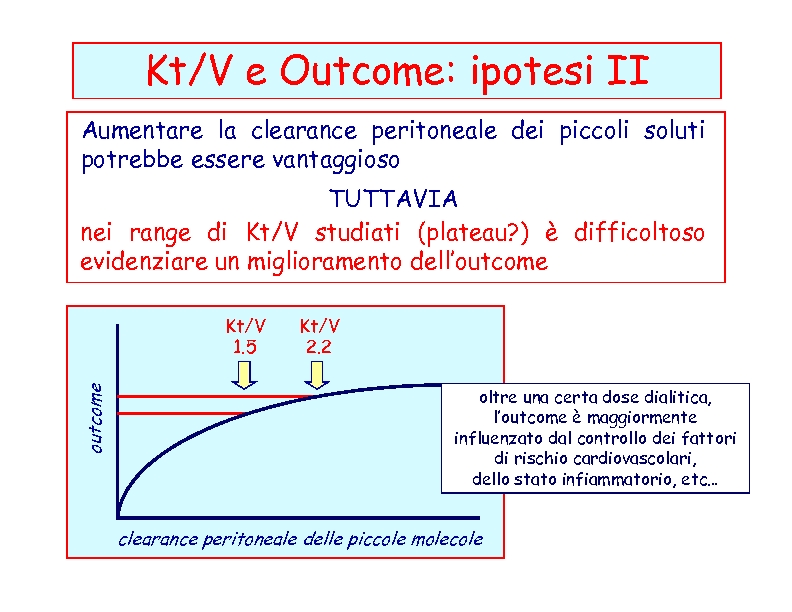 Kt/V e Outcome: ipotesi II
Aumentare la clearance peritoneale dei piccoli soluti
potrebbe essere vantaggioso
TUTTAVIA
nei range di Kt/V studiati (plateau?) è difficoltoso
evidenziare un miglioramento dell’outcome
Kt/V
1.5
Kt/V
2.2
outcome
oltre una certa dose dialitica,
l’outcome è maggiormente
influenzato dal controllo dei fattori
di rischio cardiovascolari,
dello stato infiammatorio, etc…
clearance peritoneale delle piccole molecole